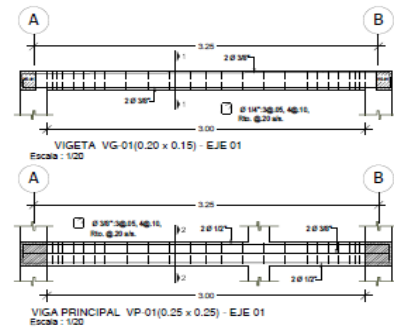 A B
3.25
1
2 Ø 3/8"
2 Ø 3/8"
1
Ø 1/4": 3@.05, 4@.10,
Rto. @.20 a/e.
3.00
VIGETA VG-01(0.20 x 0.15) - EJE 01
Escala : 1/20
A B
3.25
Ø 3/8": 3@.05, 4@.10,
Rto. @.20 a/e.
2
2 Ø 1/2"
2 Ø 3/8"
2
2 Ø 1/2"
3.00
VIGA PRINCIPAL VP-01(0.25 x 0.25) - EJE 01
Escala : 1/20